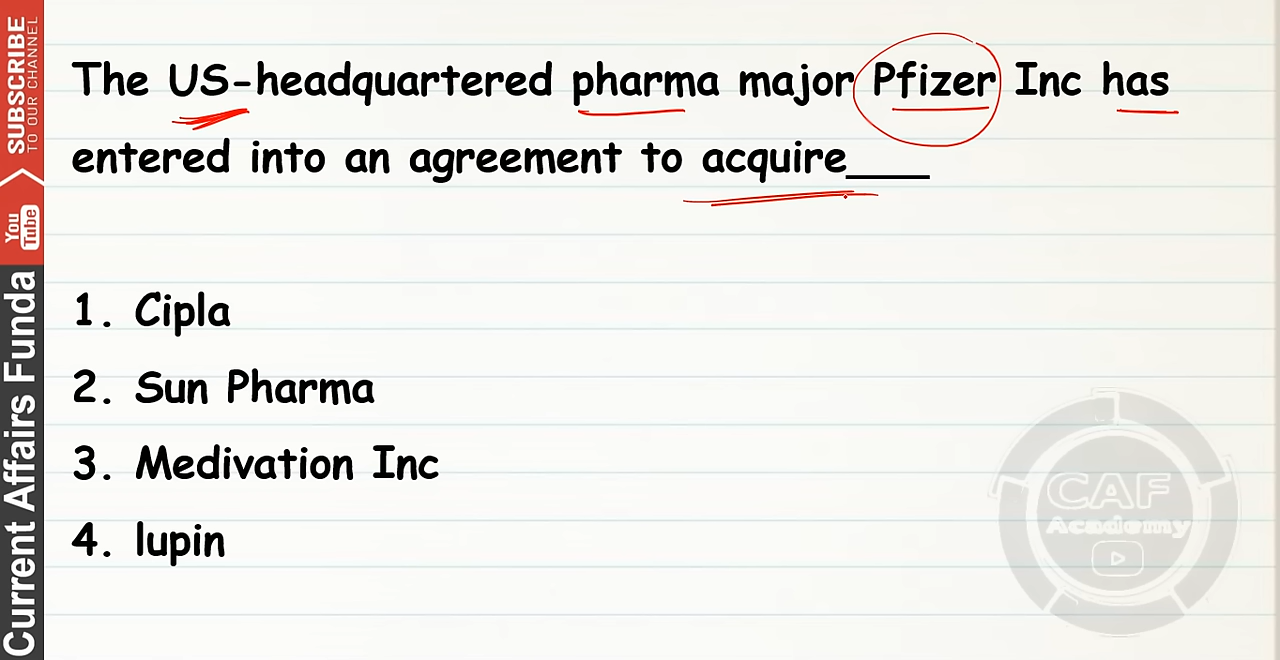 The US-headquartered pharma major Pfizer Inc has
entered into an agreement to acquire___
1. Cipla
2. Sun Pharma
3. Medivation Inc
4. lupin
SUBSCRIBE
TO OUR CHANNEL
You
Tube
Current Affairs Funda
CAF
Academy